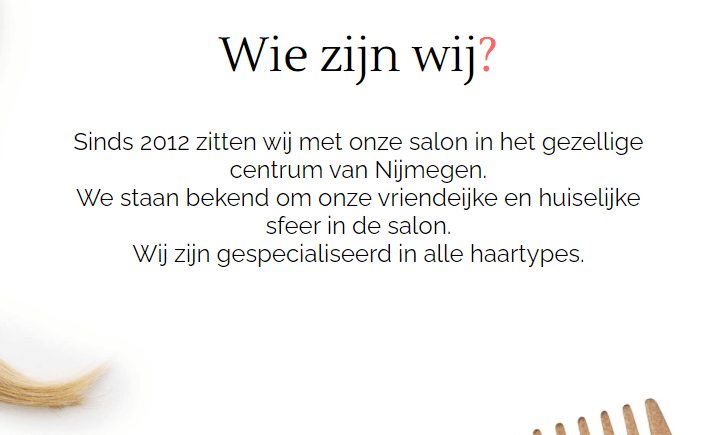 Wie zijn wij?
Sinds 2012 zitten wij met onze salon in het gezellige
centrum van Nijmegen.
We staan bekend om onze vriendeijke en huiselijke
sfeer in de salon.
Wij zijn gespecialiseerd in alle haartypes.